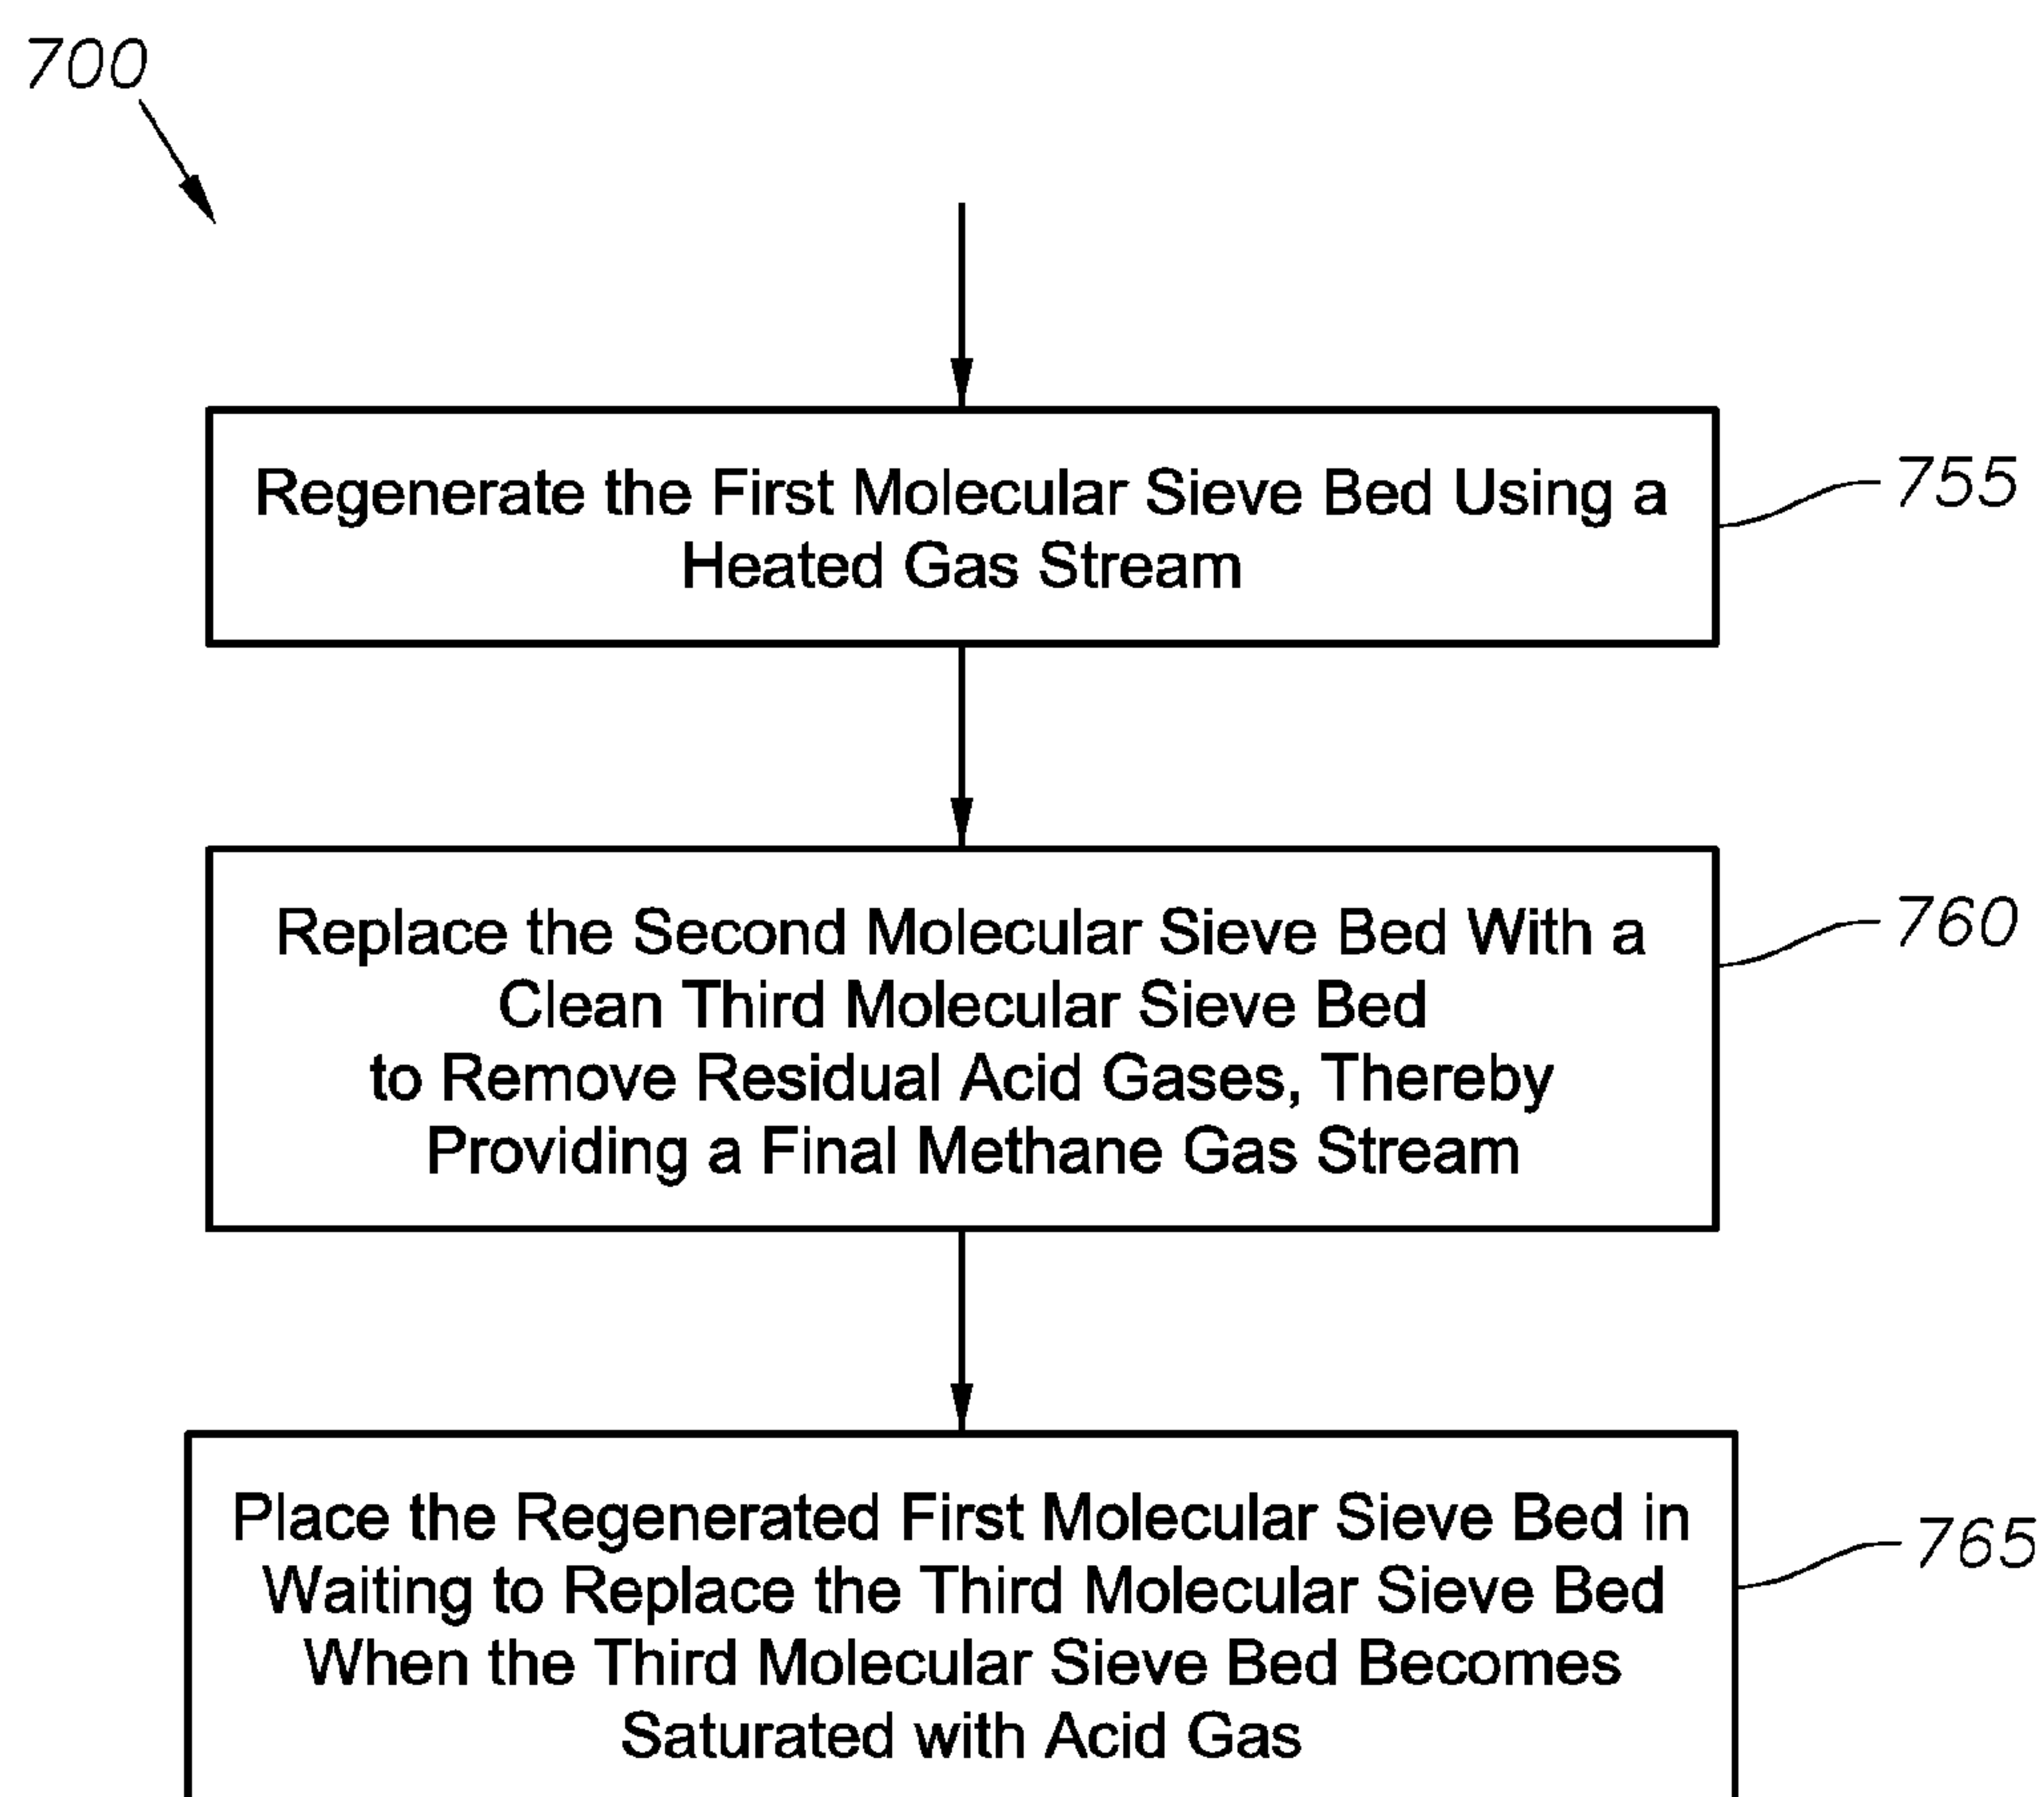 700
Regenerate the First Molecular Sieve Bed Using a
Heated Gas Stream
755
Replace the Second Molecular Sieve Bed With a
Clean Third Molecular Sieve Bed
to Remove Residual Acid Gases, Thereby
Providing a Final Methane Gas Stream
760
Place the Regenerated First Molecular Sieve Bed in
Waiting to Replace the Third Molecular Sieve Bed
When the Third Molecular Sieve Bed Becomes
Saturated with Acid Gas
765